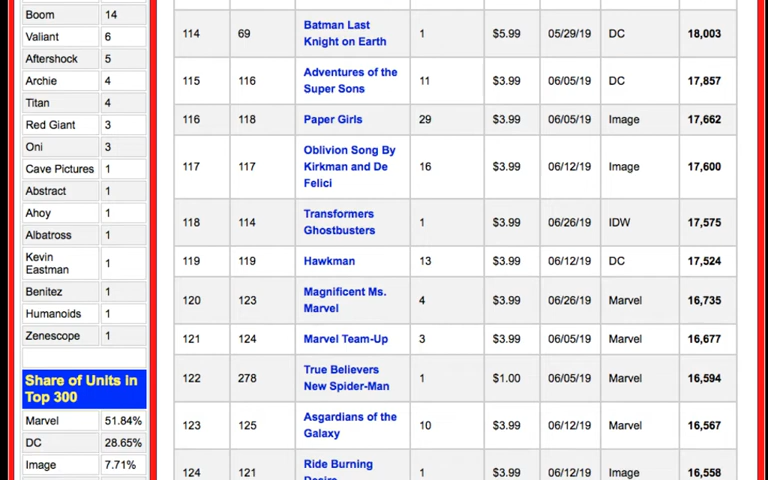 Boom 14
Valiant 6
Aftershock 5
Archie 4
Titan 4
Red Giant 3
Oni 3
Cave Pictures 1
Abstract 1
Ahoy 1
Albatross 1
Kevin
Eastman 1
Benitez 1
Humanoids 1
Zenescope 1
Share of Units in
Top 300
Marvel 51.84%
DC 28.65%
Image 7.71%
114 69 Batman Last
Knight on Earth 1 $5.99 05/29/19 DC 18,003
115 116 Adventures of the
Super Sons 11 $3.99 06/05/19 DC 17,857
116 118 Paper Girls 29 $3.99 06/05/19 Image 17,662
117 117 Oblivion Song By
Kirkman and De
Felici 16 $3.99 06/12/19 Image 17,600
118 114 Transformers
Ghostbusters 1 $3.99 06/26/19 IDW 17,575
119 119 Hawkman 13 $3.99 06/12/19 DC 17,524
120 123 Magnificent Ms.
Marvel 4 $3.99 06/26/19 Marvel 16,735
121 124 Marvel Team-Up 3 $3.99 06/05/19 Marvel 16,677
122 278 True Believers
New Spider-Man 1 $1.00 06/05/19 Marvel 16,594
123 125 Asgardians of the
Galaxy 10 $3.99 06/12/19 Marvel 16,567
124 121 Ride Burning 1 $3.99 06/12/19 Image 16,558